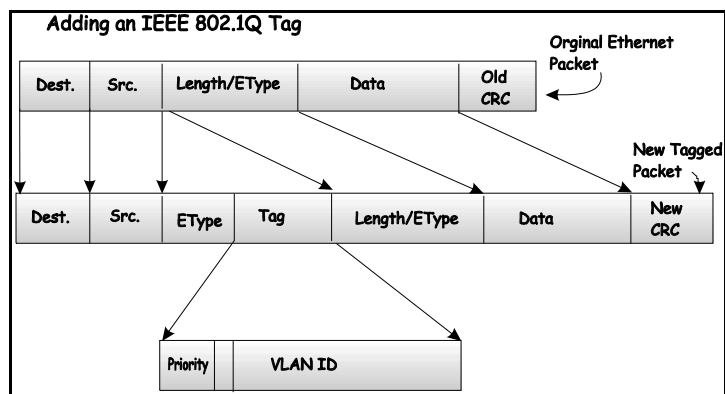 Adding an IEEE 802.1Q Tag
Orginal Ethernet
Packet
Dest. Src. Length/EType Data Old
CRC
New Tagged
Packet
Dest. Src. EType Tag Length/EType Data New
CRC
Priority VLAN ID